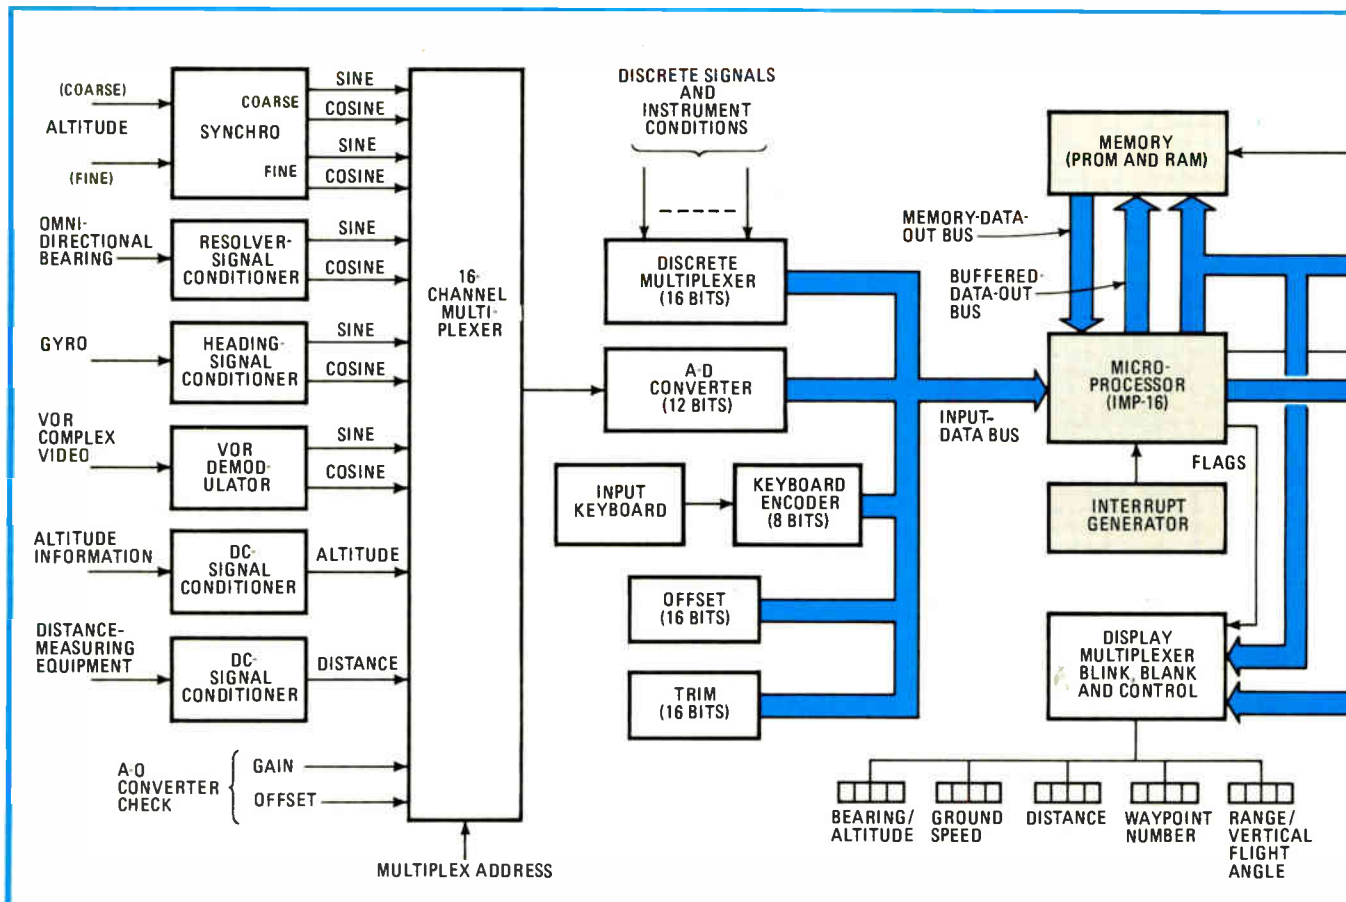 (COARSE)
ALTITUDE
(FINE)
COARSE
SYNCHRO
FINE
SINE
COSINE
SINE
COSINE
OMNI-
DIRECTIONAL
BEARING
RESOLVER-
SIGNAL
CONDITIONER
SINE
COSINE
GYRO
HEADING-
SIGNAL
CONDITIONER
SINE
COSINE
VOR
COMPLEX
VIDEO
VOR
DEMOD-
ULATOR
SINE
COSINE
ALTITUDE
INFORMATION
DC-
SIGNAL
CONDITIONER
ALTITUDE
DISTANCE-
MEASURING
EQUIPMENT
DC-
SIGNAL
CONDITIONER
DISTANCE
A-D
CONVERTER
CHECK
GAIN
OFFSET
16-
CHANNEL
MULTI-
PLEXER
MULTIPLEX ADDRESS
DISCRETE SIGNALS
AND
INSTRUMENT
CONDITIONS
DISCRETE
MULTIPLEXER
(16 BITS)
A-D
CONVERTER
(12 BITS)
INPUT
KEYBOARD
KEYBOARD
ENCODER
(8 BITS)
OFFSET
(16 BITS)
TRIM
(16 BITS)
INPUT-
DATA BUS
MEMORY
(PROM AND RAM)
MEMORY-DATA-
OUT BUS
BUFFERED-
DATA-OUT
BUS
MICRO-
PROCESSOR
(IMP-16)
FLAGS
INTERRUPT
GENERATOR
DISPLAY
MULTIPLEXER
BLINK, BLANK
AND CONTROL
BEARING/
ALTITUDE
GROUND
SPEED
DISTANCE
WAYPOINT
NUMBER
RANGE/
VERTICAL
FLIGHT
ANGLE